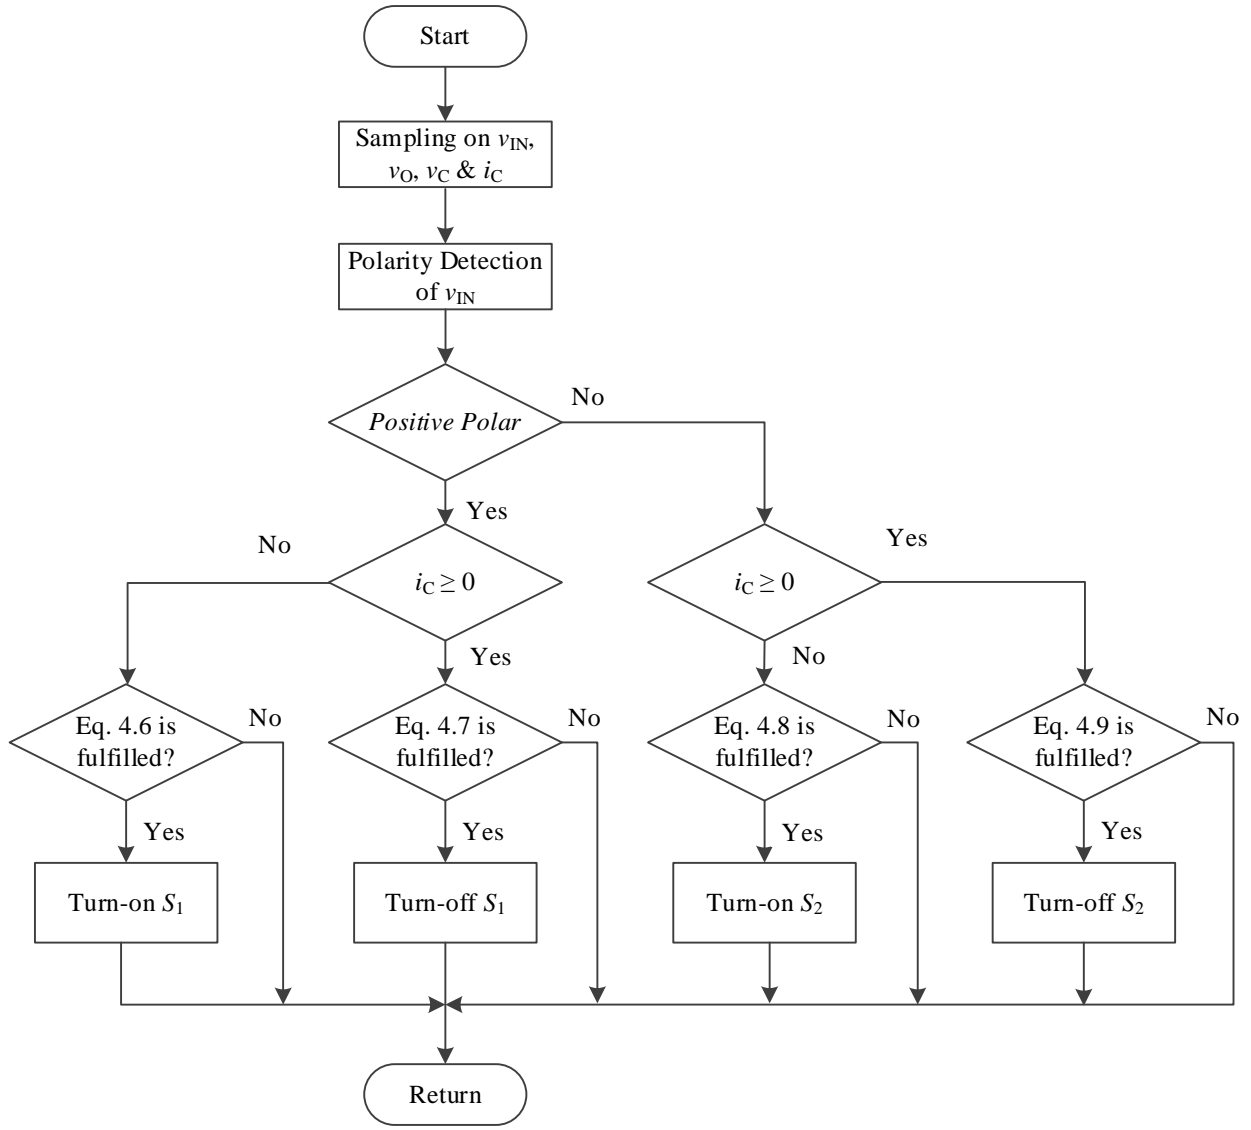 Start
Sampling on vIN,
vO, vC & iC
Polarity Detection
of vIN
Positive Polar
No
Yes
No
iC ≥ 0
iC ≥ 0
Yes
Yes
No
Eq. 4.6 is
fulfilled?
No
Eq. 4.7 is
fulfilled?
No
Eq. 4.8 is
fulfilled?
No
Eq. 4.9 is
fulfilled?
No
Yes
Yes
Yes
Yes
Turn-on S1
Turn-off S1
Turn-on S2
Turn-off S2
Return